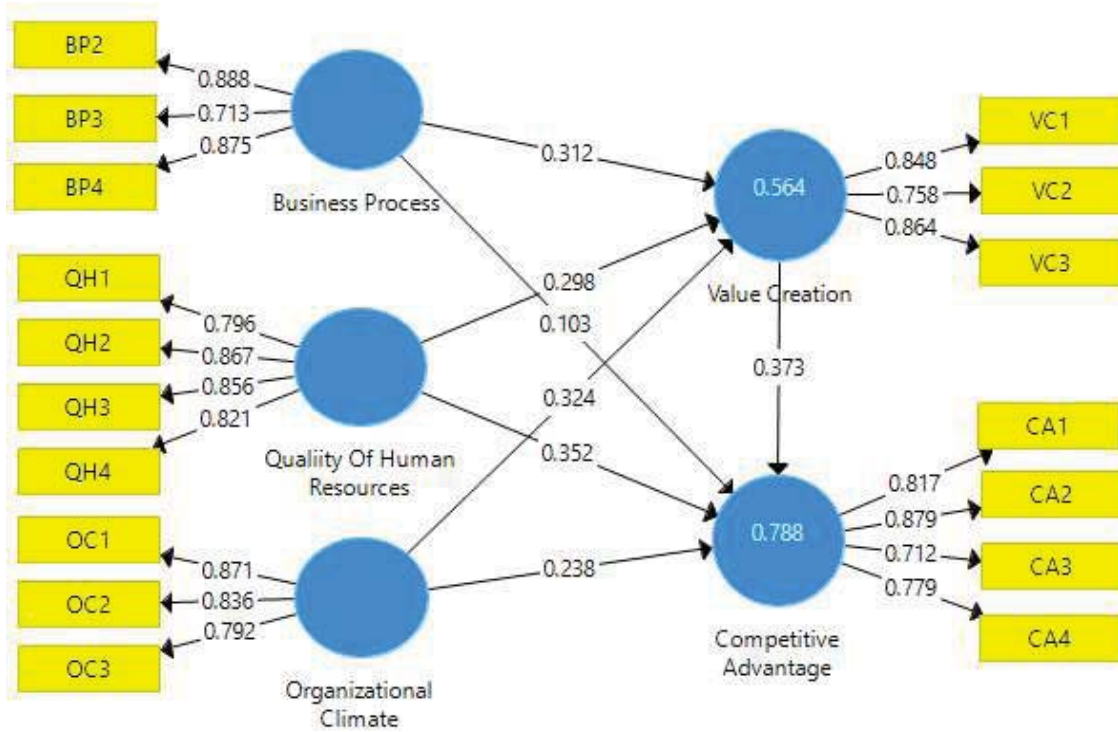 BP2
0.888
BP3
0.713
0.875
BP4
Business Process
0.312
0.103
QH1
0.796
QH2
0.867
QH3
0.856
0.821
QH4
Qualiity Of Human
Resources
0.298
0.352
OC1
0.871
OC2
0.836
0.792
OC3
Organizational
Climate
0.324
0.238
0.564
Value Creation
0.848
VC1
0.758
VC2
0.864
VC3
0.373
0.788
Competitive
Advantage
0.817
CA1
0.879
CA2
0.712
CA3
0.779
CA4